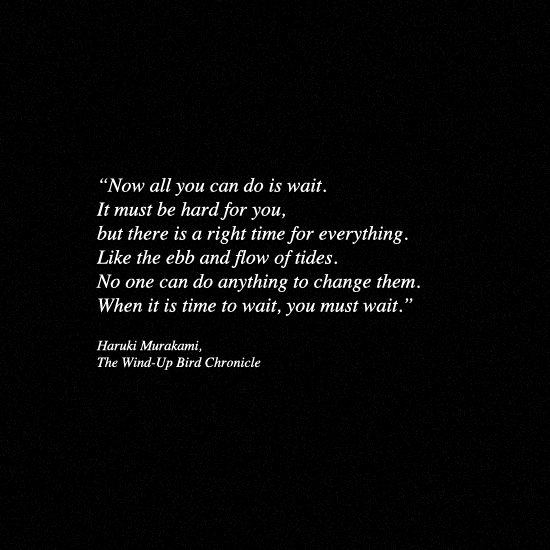 “Now all you can do is wait.
It must be hard for you,
but there is a right time for everything.
Like the ebb and flow of tides.
No one can do anything to change them.
When it is time to wait, you must wait.”
Haruki Murakami,
The Wind-Up Bird Chronicle